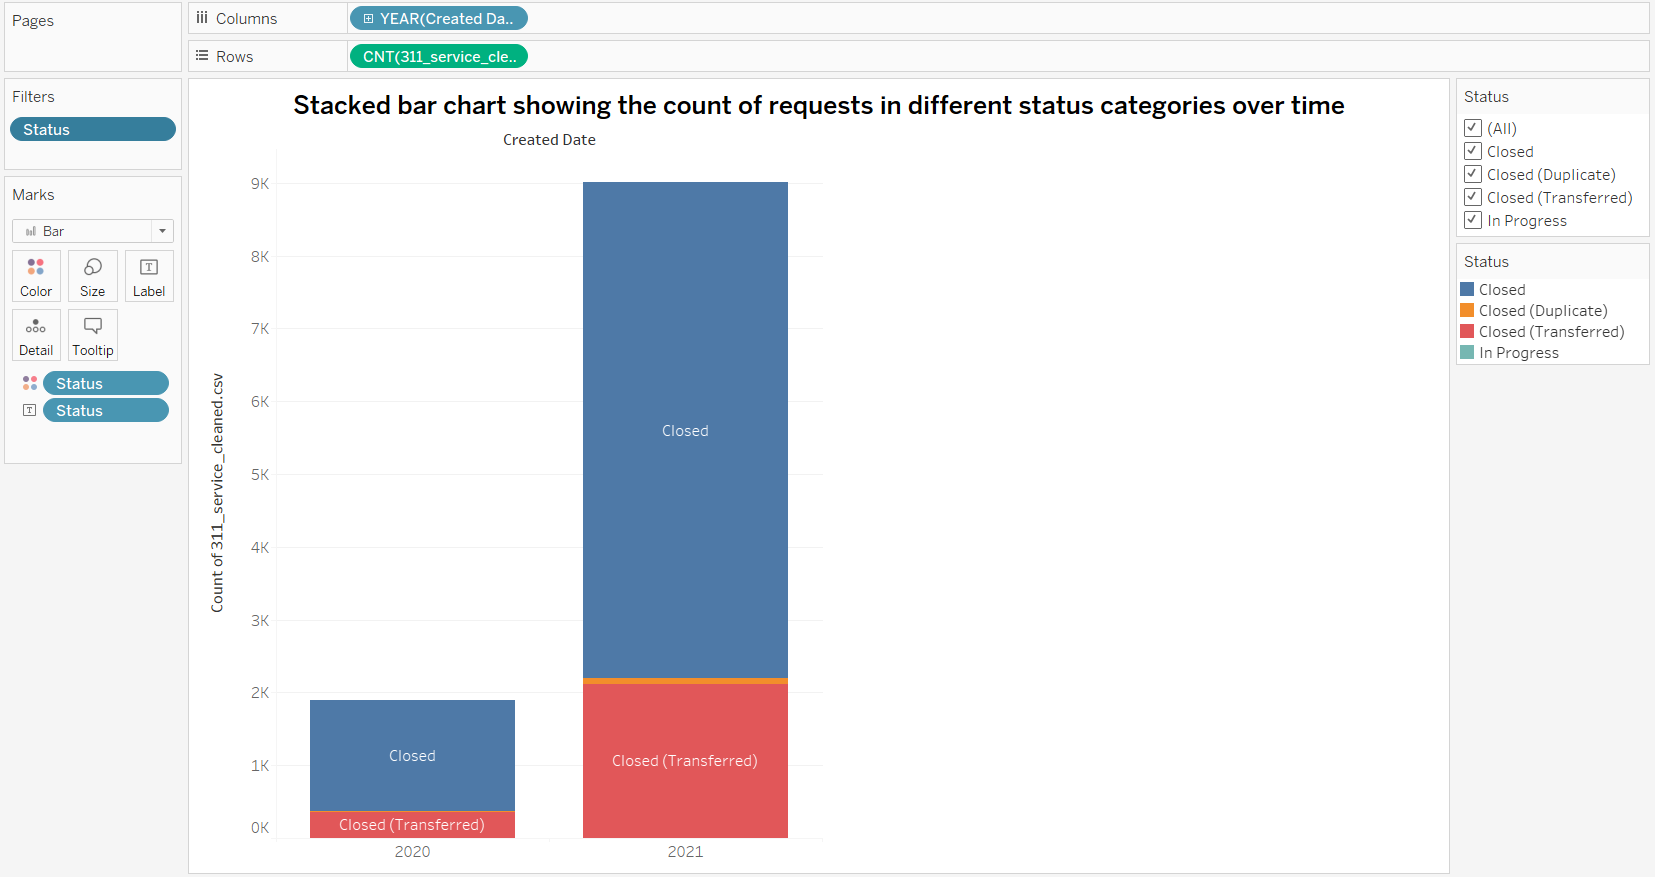 Pages
Columns
YEAR(Created Da..
Rows
CNT(311_service_cle..
Filters
Status
Marks
Bar
Color
Size
Label
Detail
Tooltip
Status
Status
Stacked bar chart showing the count of requests in different status categories over time
Created Date
Count of 311_service_cleaned.csv
9K
8K
7K
6K
5K
4K
3K
2K
1K
0K
Closed
Closed (Transferred)
Closed
Closed (Transferred)
2020
2021
Status
(All)
Closed
Closed (Duplicate)
Closed (Transferred)
In Progress
Status
Closed
Closed (Duplicate)
Closed (Transferred)
In Progress